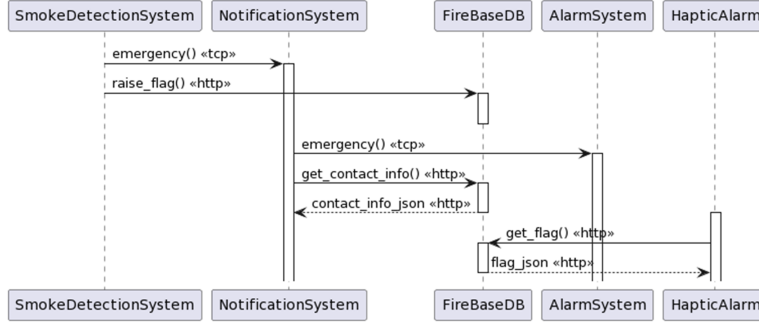 SmokeDetectionSystem NotificationSystem FireBaseDB AlarmSystem HapticAlarm
emergency() «tcp»
raise_flag() «http»
emergency() «tcp»
get_contact_info() «http»
contact_info_json «http»
get_flag() «http»
flag_json «http»
SmokeDetectionSystem NotificationSystem FireBaseDB AlarmSystem HapticAlarm